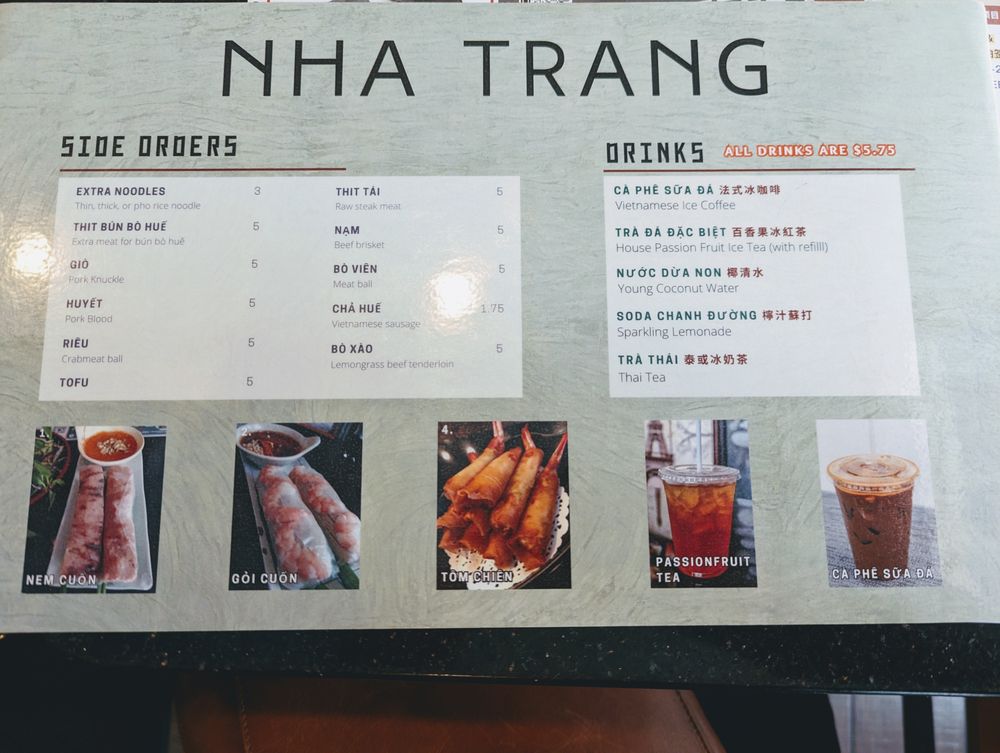 NHA TRANG
SIDE ORDERS
EXTRA NOODLES 3
Thin, thick, or pho rice noodle
THIT BÚN BÒ HUẾ 5
Extra meat for bún bò huế
GIÒ 5
Pork Knuckle
HUYẾT 5
Pork Blood
RIÊU 5
Crabmeat ball
TOFU 5
THIT TÁI 5
Raw steak meat
NẠM 5
Beef brisket
BÒ VIÊN 5
Meat ball
CHẢ HUẾ 1.75
Vietnamese sausage
BÒ XÀO 5
Lemongrass beef tenderloin
DRINKS ALL DRINKS ARE $5.75
CÀ PHÊ SỮA ĐÁ 法式冰咖啡
Vietnamese Ice Coffee
TRÀ ĐÁ ĐẶC BIỆT 百香果冰紅茶
House Passion Fruit Ice Tea (with refilll)
NƯỚC DỪA NON 椰清水
Young Coconut Water
SODA CHANH ĐƯỜNG 檸汁蘇打
Sparkling Lemonade
TRÀ THÁI 泰或冰奶茶
Thai Tea
1.
NEM CUỐN
2.
GỎI CUỐN
4.
TÔM CHIÊN
PASSIONFRUIT
TEA
CÀ PHÊ SỮA ĐÁ